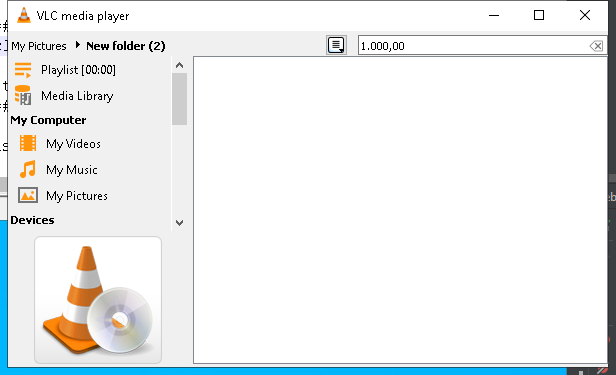 VLC media player
My Pictures New folder (2)
1.000,00
Playlist [00:00]
Media Library
My Computer
My Videos
My Music
My Pictures
Devices